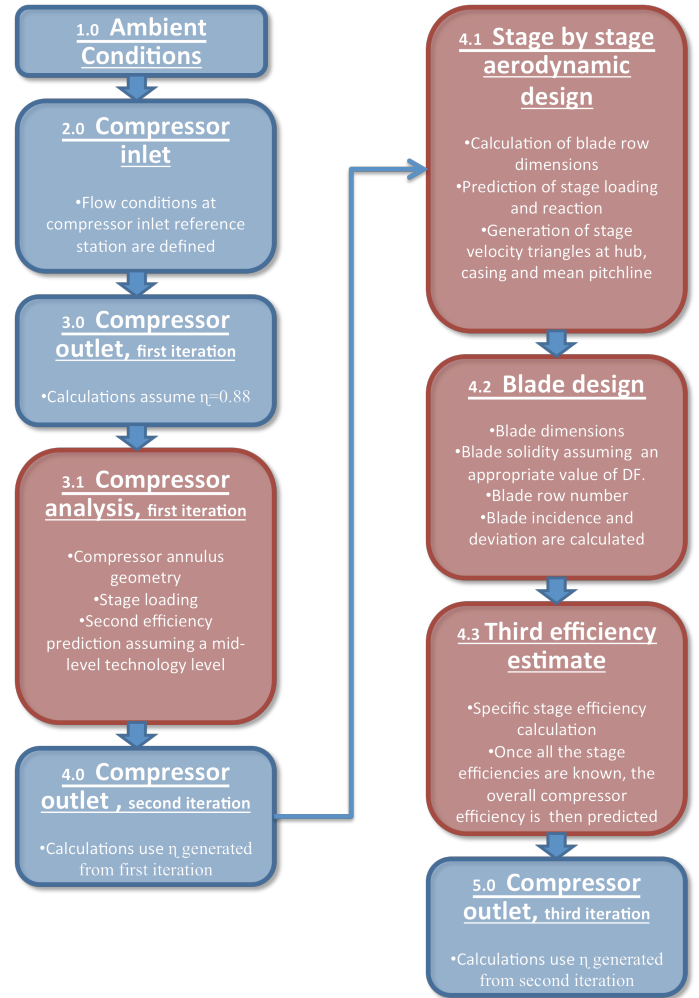 1.0 Ambient
Conditions
2.0 Compressor
inlet
•Flow conditions at
compressor inlet reference
station are defined
3.0 Compressor
outlet, first iteration
•Calculations assume η=0.88
3.1 Compressor
analysis, first iteration
•Compressor annulus
geometry
•Stage loading
•Second efficiency
prediction assuming a mid-
level technology level
4.0 Compressor
outlet , second iteration
•Calculations use η generated
from first iteration
4.1 Stage by stage
aerodynamic
design
•Calculation of blade row
dimensions
•Prediction of stage loading
and reaction
•Generation of stage
velocity triangles at hub,
casing and mean pitchline
4.2 Blade design
•Blade dimensions
•Blade solidity assuming an
appropriate value of DF.
•Blade row number
•Blade incidence and
deviation are calculated
4.3 Third efficiency
estimate
•Specific stage efficiency
calculation
•Once all the stage
efficiencies are known, the
overall compressor
efficiency is then predicted
5.0 Compressor
outlet, third iteration
•Calculations use η generated
from second iteration